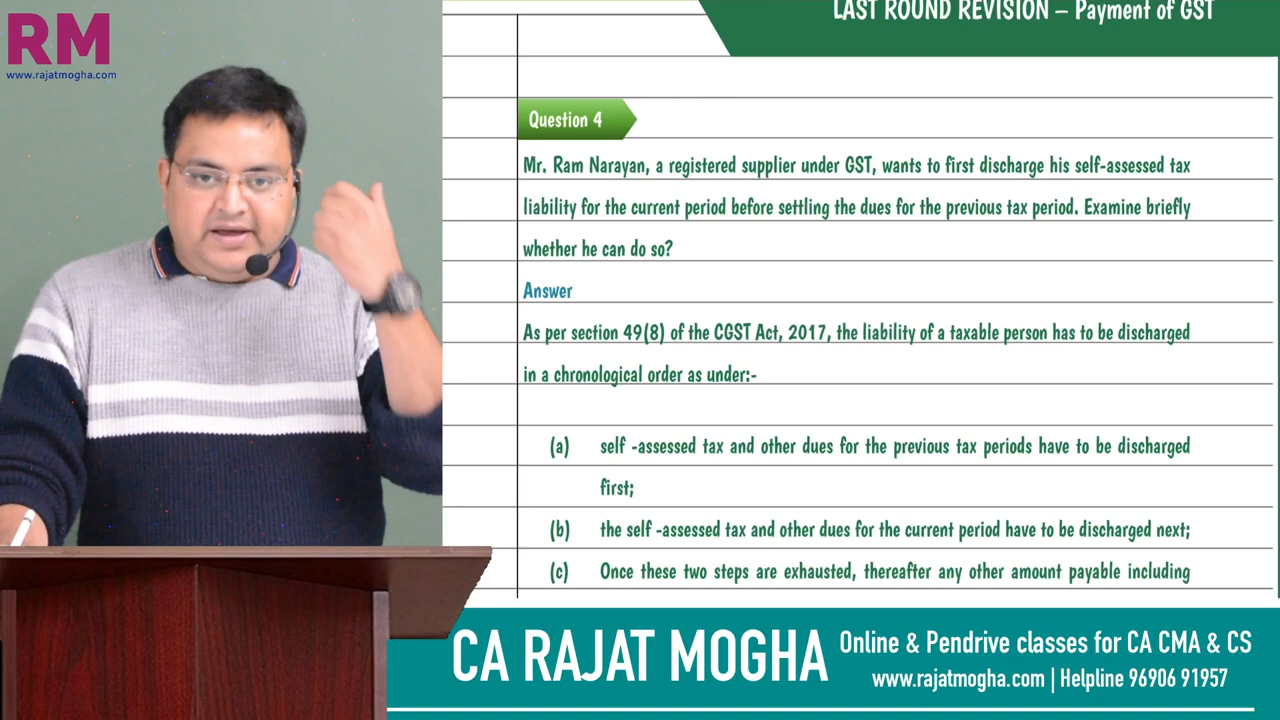 RM
www.rajatmogha.com
LAST ROUND REVISION – Payment of GST
Question 4
Mr. Ram Narayan, a registered supplier under GST, wants to first discharge his self-assessed tax
liability for the current period before settling the dues for the previous tax period. Examine briefly
whether he can do so?
Answer
As per section 49(8) of the CGST Act, 2017, the liability of a taxable person has to be discharged
in a chronological order as under:-
(a) self -assessed tax and other dues for the previous tax periods have to be discharged
first;
(b) the self -assessed tax and other dues for the current period have to be discharged next;
(c) Once these two steps are exhausted, thereafter any other amount payable including
CA RAJAT MOGHA
Online & Pendrive classes for CA CMA & CS
www.rajatmogha.com | Helpline 96906 91957